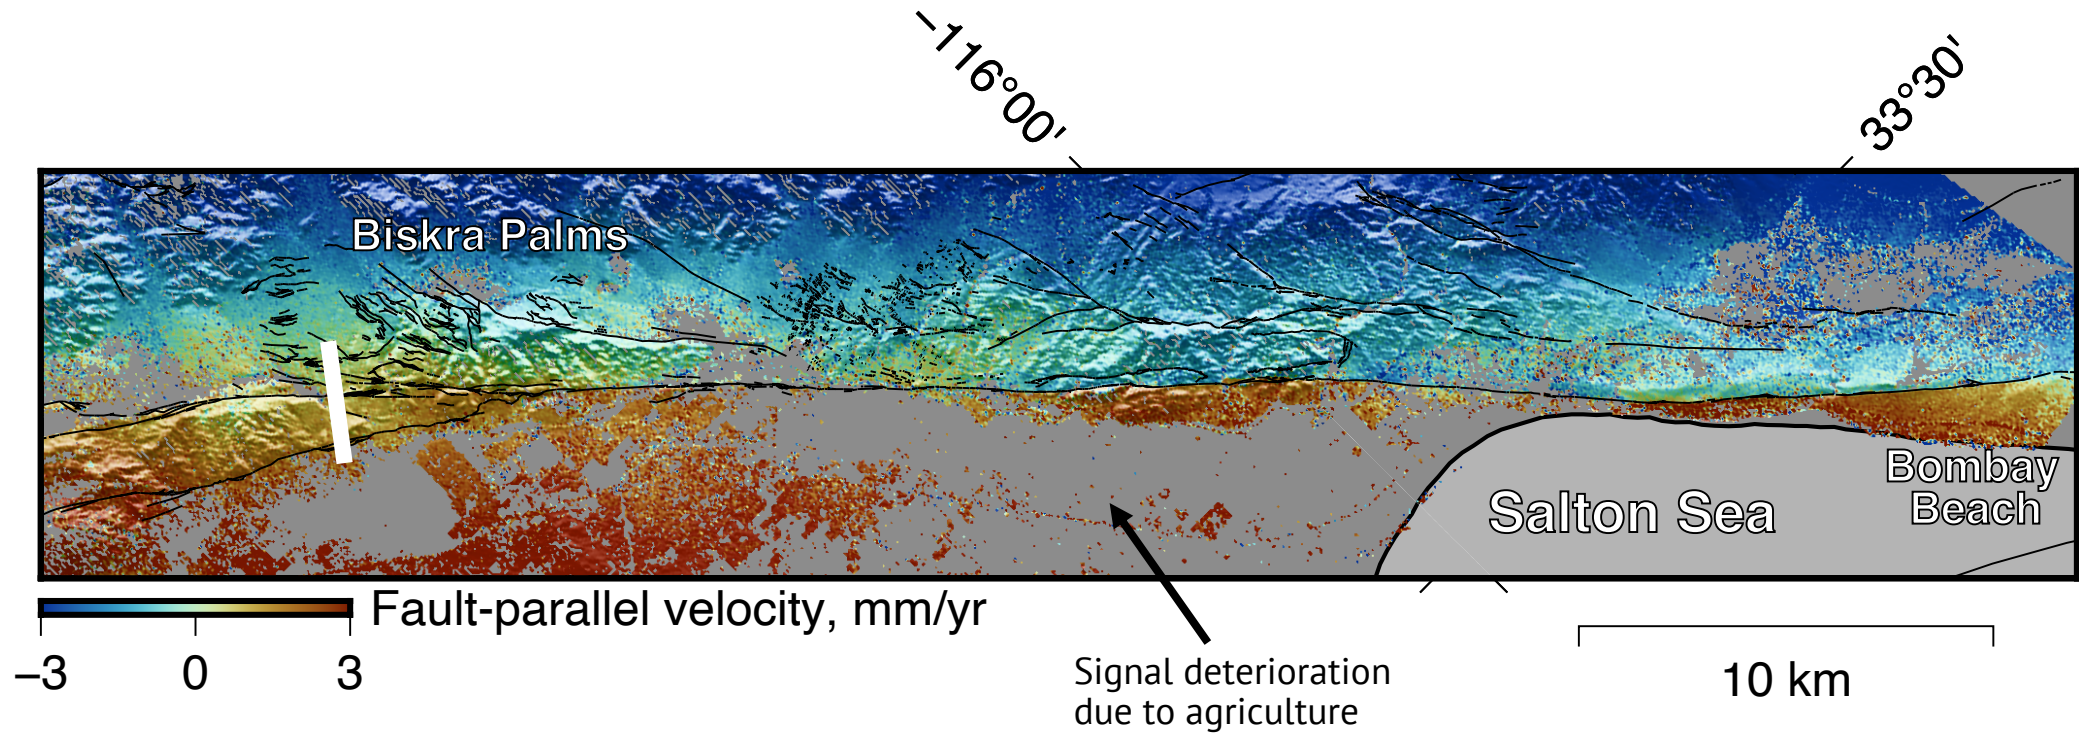 –116°00'
33°30'
Biskra Palms
Bombay
Beach
Salton Sea
Fault-parallel velocity, mm/yr
–3 0 3
10 km
Signal deterioration
due to agriculture